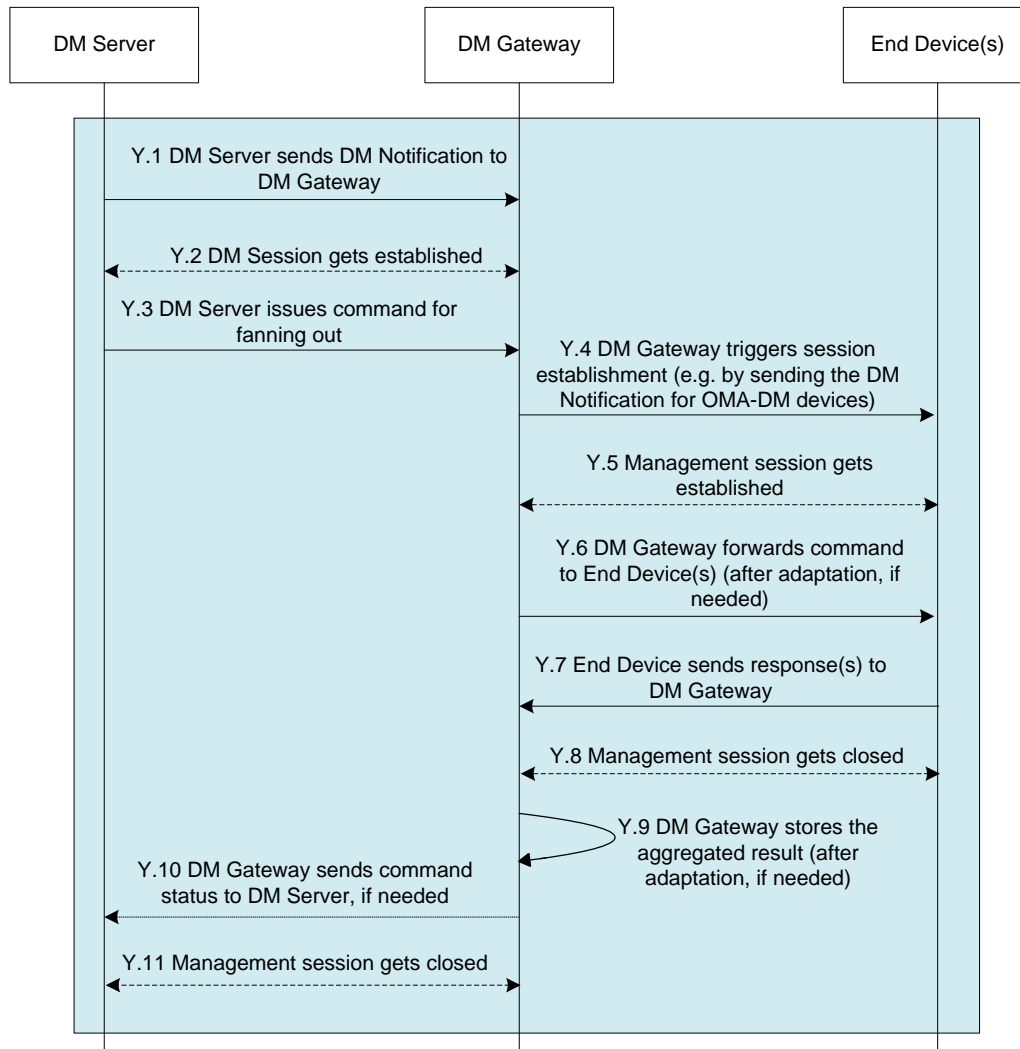 DM Server
DM Gateway
End Device(s)
Y.1 DM Server sends DM Notification to
DM Gateway
Y.2 DM Session gets established
Y.3 DM Server issues command for
fanning out
Y.4 DM Gateway triggers session
establishment (e.g. by sending the DM
Notification for OMA-DM devices)
Y.5 Management session gets
established
Y.6 DM Gateway forwards command
to End Device(s) (after adaptation, if
needed)
Y.7 End Device sends response(s) to
DM Gateway
Y.8 Management session gets closed
Y.9 DM Gateway stores the
aggregated result (after
adaptation, if needed)
Y.10 DM Gateway sends command
status to DM Server, if needed
Y.11 Management session gets closed